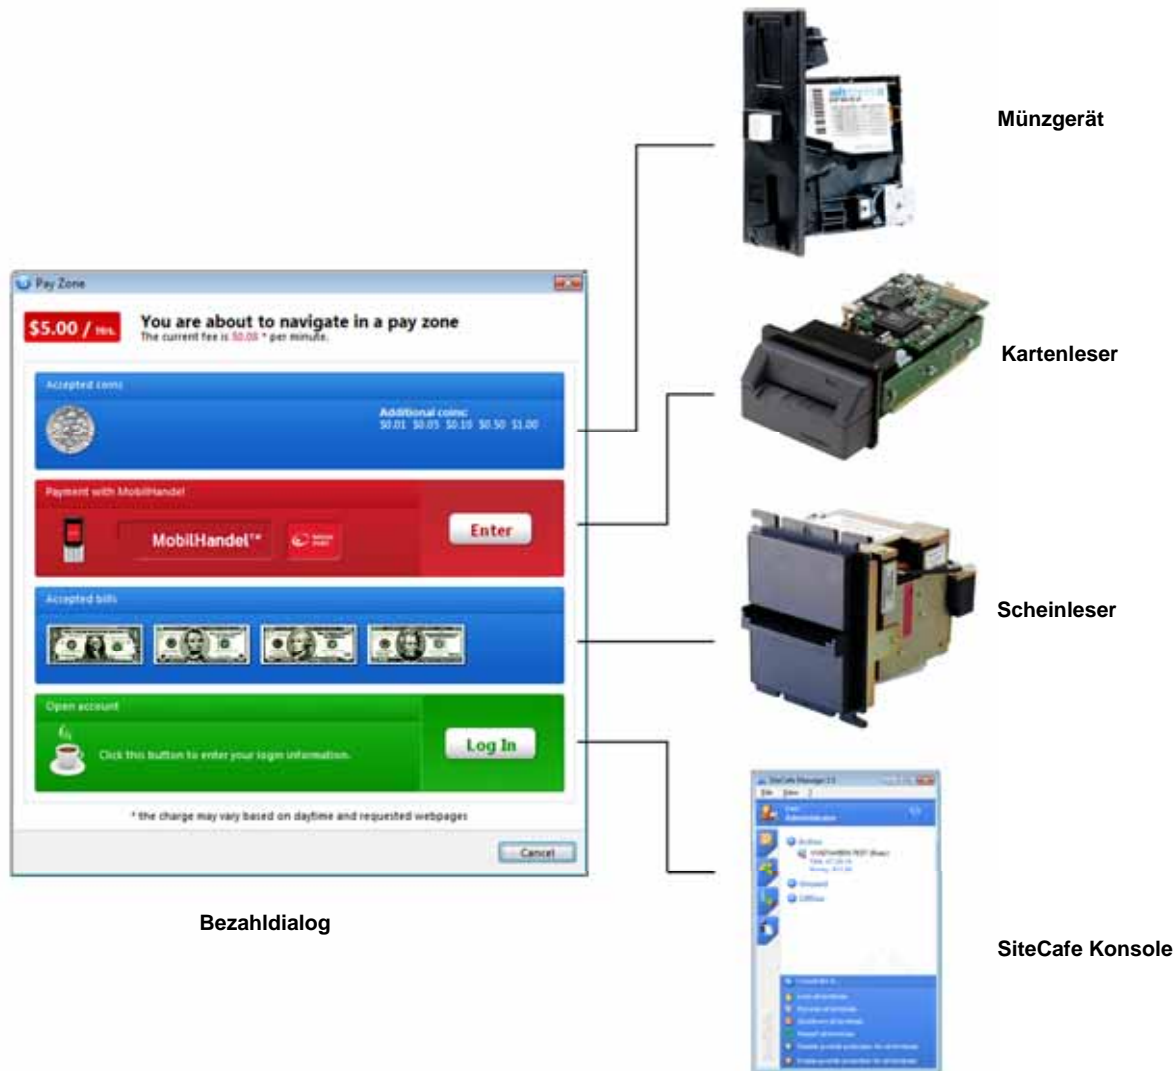 Münzgerät
Pay Zone
$5.00 / Hrs.
You are about to navigate in a pay zone
The current fee is $0.08 * per minute.
Accepted coins
Additional coins:
$0.01 $0.05 $0.10 $0.50 $1.00
Kartenleser
Payment with MobilHandel
MobilHandel™
Enter
Accepted bills
Scheinleser
Open account
Click this button to enter your login information.
Log In
* the charge may vary based on daytime and requested webpages
Cancel
Bezahldialog
File View ?
Administrator
SiteCafe Konsole